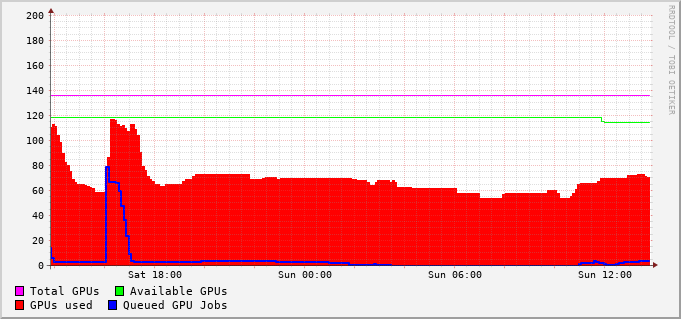 200
180
160
140
120
100
80
60
40
20
0
Sat 18:00 Sun 00:00 Sun 06:00 Sun 12:00
Total GPUs Available GPUs
GPUs used Queued GPU Jobs
RRDTOOL / TOBI OETIKER